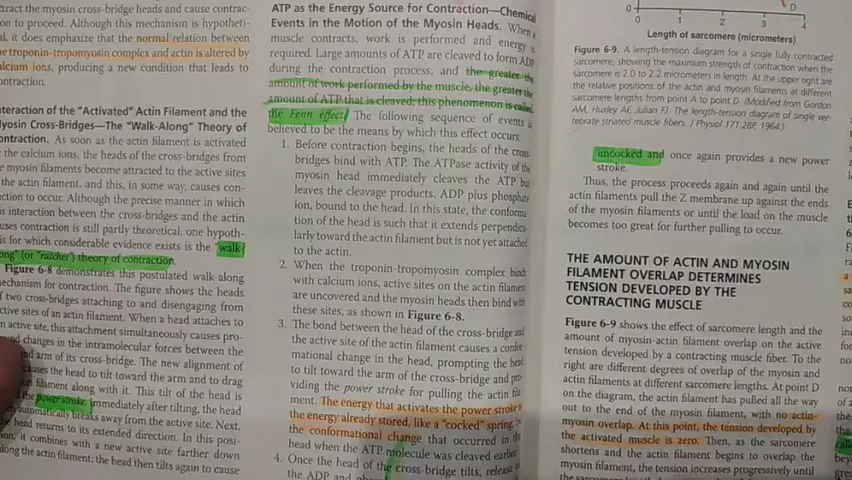 tract the myosin cross-bridge heads and cause contrac-
on to proceed. Although this mechanism is hypotheti-
al, it does emphasize that the normal relation between
he troponin-tropomyosin complex and actin is altered by
alcium ions, producing a new condition that leads to
ontraction.
nteraction of the "Activated" Actin Filament and the
yosin Cross-Bridges—The "Walk-Along" Theory of
ontraction. As soon as the actin filament is activated
the calcium ions, the heads of the cross-bridges from
e myosin filaments become attracted to the active sites
the actin filament, and this, in some way, causes con-
ction to occur. Although the precise manner in which
is interaction between the cross-bridges and the actin
uses contraction is still partly theoretical, one hypoth-
is for which considerable evidence exists is the "walk-
ong" (or "ratchet") theory of contraction.
Figure 6-8 demonstrates this postulated walk-along
echanism for contraction. The figure shows the heads
f two cross-bridges attaching to and disengaging from
ctive sites of an actin filament. When a head attaches to
n active site, this attachment simultaneously causes pro-
changes in the intramolecular forces between the
nd arm of its cross-bridge. The new alignment of
causes the head to tilt toward the arm and to drag
filament along with it. This tilt of the head is
the power stroke. Immediately after tilting, the head
automatically breaks away from the active site. Next,
head returns to its extended direction. In this posi-
on, it combines with a new active site farther down
along the actin filament; the head then tilts again to cause
ATP as the Energy Source for Contraction—Chemical
Events in the Motion of the Myosin Heads. When a
muscle contracts, work is performed and energy is
required. Large amounts of ATP are cleaved to form ADP
during the contraction process, and the greater the
amount of work performed by the muscle, the greater the
amount of ATP that is cleaved; this phenomenon is called
the Fenn effect. The following sequence of events is
believed to be the means by which this effect occurs:
1. Before contraction begins, the heads of the cross-
bridges bind with ATP. The ATPase activity of the
myosin head immediately cleaves the ATP but
leaves the cleavage products, ADP plus phosphate
ion, bound to the head. In this state, the conforma-
tion of the head is such that it extends perpendicu-
larly toward the actin filament but is not yet attached
to the actin.
2. When the troponin-tropomyosin complex binds
with calcium ions, active sites on the actin filament
are uncovered and the myosin heads then bind with
these sites, as shown in Figure 6-8.
3. The bond between the head of the cross-bridge and
the active site of the actin filament causes a confor-
mational change in the head, prompting the head
to tilt toward the arm of the cross-bridge and pro-
viding the power stroke for pulling the actin fila-
ment. The energy that activates the power stroke is
the energy already stored, like a "cocked" spring, by
the conformational change that occurred in the
head when the ATP molecule was cleaved earlier.
4. Once the head of the cross-bridge tilts, release of
the ADP and
0
0 1 2 3 4
D
Length of sarcomere (micrometers)
Figure 6-9. A length-tension diagram for a single fully contracted
sarcomere, showing the maximum strength of contraction when the
sarcomere is 2.0 to 2.2 micrometers in length. At the upper right are
the relative positions of the actin and myosin filaments at different
sarcomere lengths from point A to point D. (Modified from Gordon
AM, Huxley AF, Julian FJ: The length-tension diagram of single ver-
tebrate striated muscle fibers. J Physiol 171:28P, 1964.)
uncocked and once again provides a new power
stroke.
Thus, the process proceeds again and again until the
actin filaments pull the Z membrane up against the ends
of the myosin filaments or until the load on the muscle
becomes too great for further pulling to occur.
THE AMOUNT OF ACTIN AND MYOSIN
FILAMENT OVERLAP DETERMINES
TENSION DEVELOPED BY THE
CONTRACTING MUSCLE
Figure 6-9 shows the effect of sarcomere length and the
amount of myosin-actin filament overlap on the active
tension developed by a contracting muscle fiber. To the
right are different degrees of overlap of the myosin and
actin filaments at different sarcomere lengths. At point D
on the diagram, the actin filament has pulled all the way
out to the end of the myosin filament, with no actin-
myosin overlap. At this point, the tension developed by
the activated muscle is zero. Then, as the sarcomere
shortens and the actin filament begins to overlap the
myosin filament, the tension increases progressively until